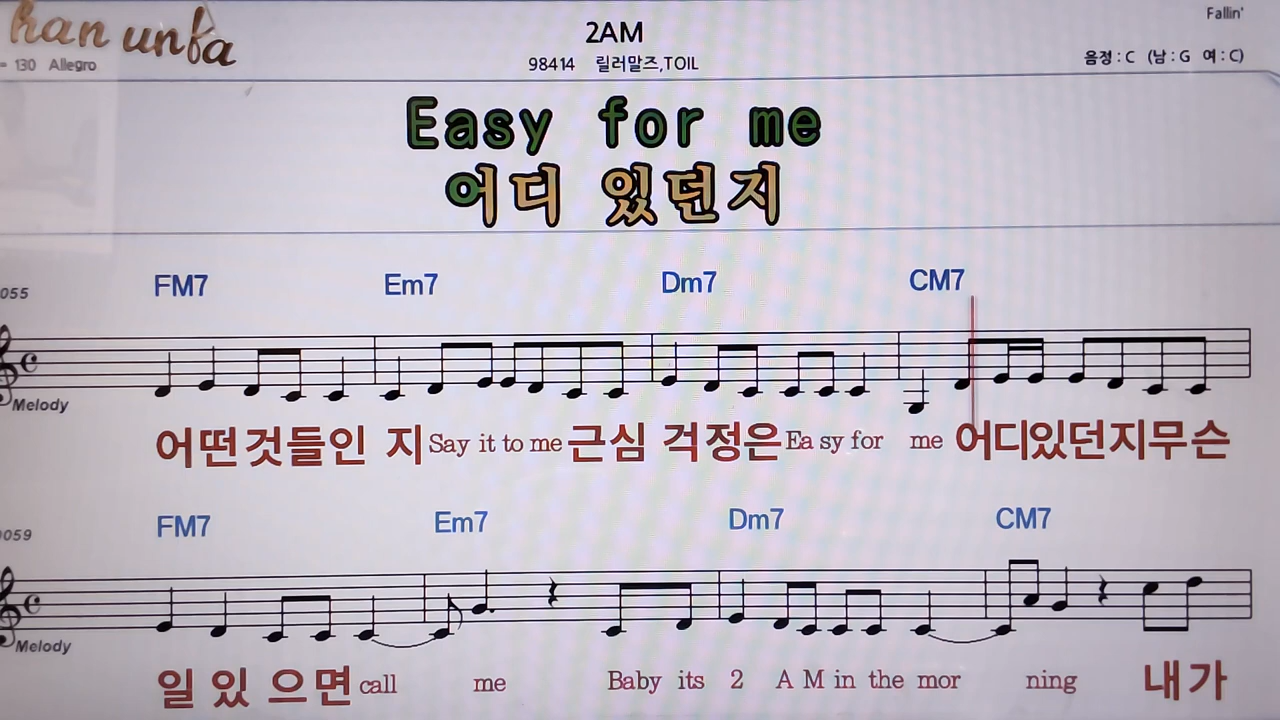 han unfa
Fallin'
2AM
= 130 Allegro
98414 릴러말즈,TOIL
음정 : C (남 : G 여 : C)
Easy for me
어디 있던지
FM7 Em7 Dm7 CM7
055
Melody
어떤것들인 지 Say it to me 근심 걱정은 Ea sy for me 어디있던지무슨
FM7 Em7 Dm7 CM7
0059
Melody
일 있 으면 call me Baby its 2 A M in the mor ning 내가